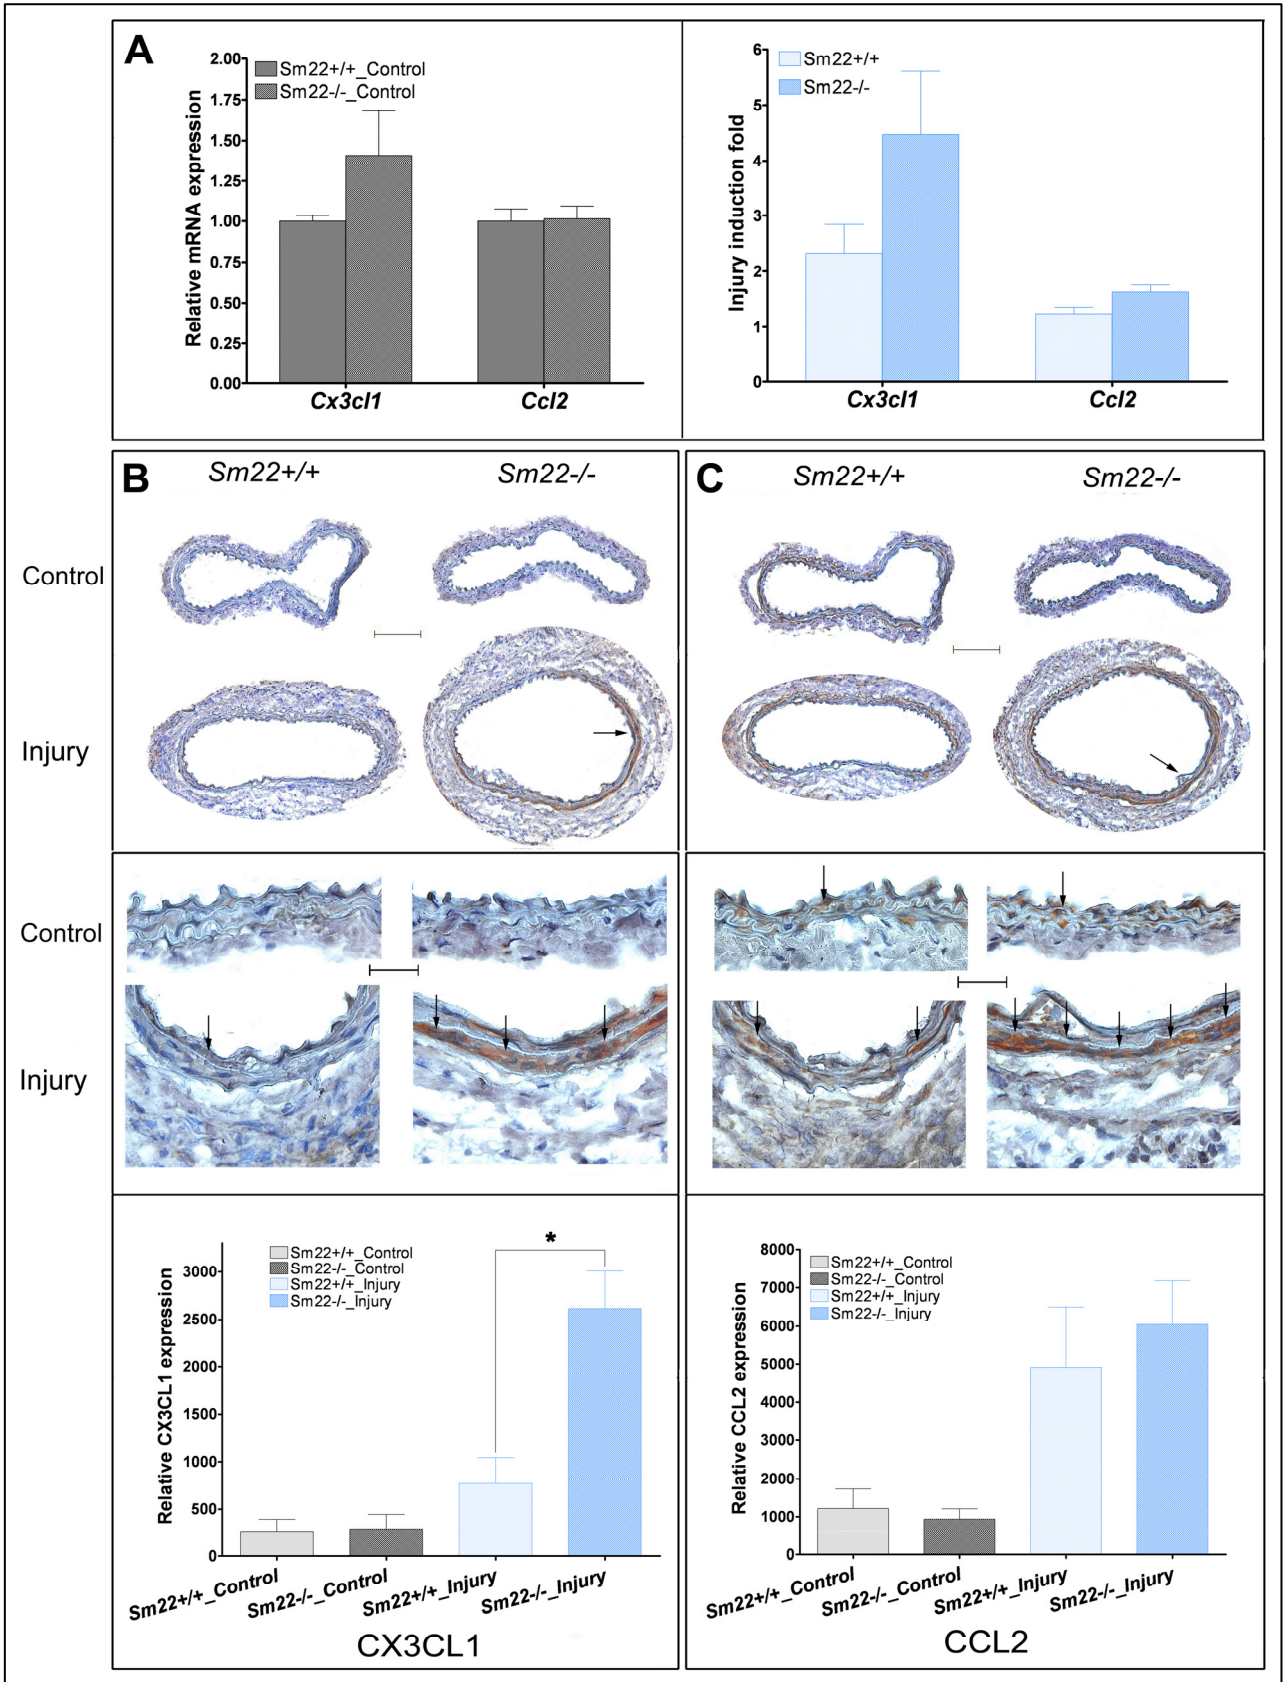 A
Relative mRNA expression
2.00
1.75
1.50
1.25
1.00
0.75
0.50
0.25
0.00
Sm22+/+_Control
Sm22-/-_Control
Cx3cl1
Ccl2
Injury induction fold
6
5
4
3
2
1
0
Sm22+/+
Sm22-/-
Cx3cl1
Ccl2
B
Sm22+/+
Sm22-/-
C
Sm22+/+
Sm22-/-
Control
Injury
Control
Injury
Relative CX3CL1 expression
3000
2500
2000
1500
1000
500
0
Sm22+/+_Control
Sm22-/-_Control
Sm22+/+_Injury
Sm22-/-_Injury
*
Sm22+/+_Control
Sm22-/-_Control
Sm22+/+_Injury
Sm22-/-_Injury
CX3CL1
Relative CCL2 expression
8000
7000
6000
5000
4000
3000
2000
1000
0
Sm22+/+_Control
Sm22-/-_Control
Sm22+/+_Injury
Sm22-/-_Injury
Sm22+/+_Control
Sm22-/-_Control
Sm22+/+_Injury
Sm22-/-_Injury
CCL2